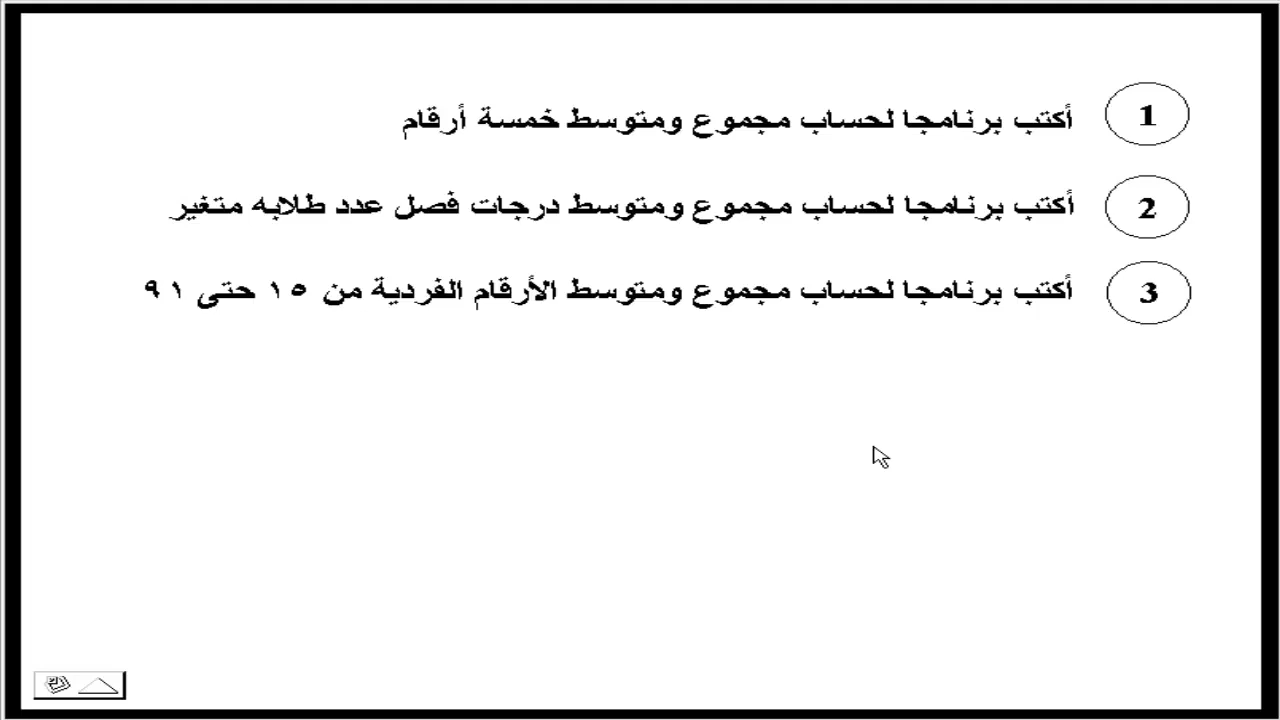 1 أكتب برنامجا لحساب مجموع ومتوسط خمسة أرقام
2 أكتب برنامجا لحساب مجموع ومتوسط درجات فصل عدد طلابه متغير
3 أكتب برنامجا لحساب مجموع ومتوسط الأرقام الفردية من ١٥ حتى ٩١